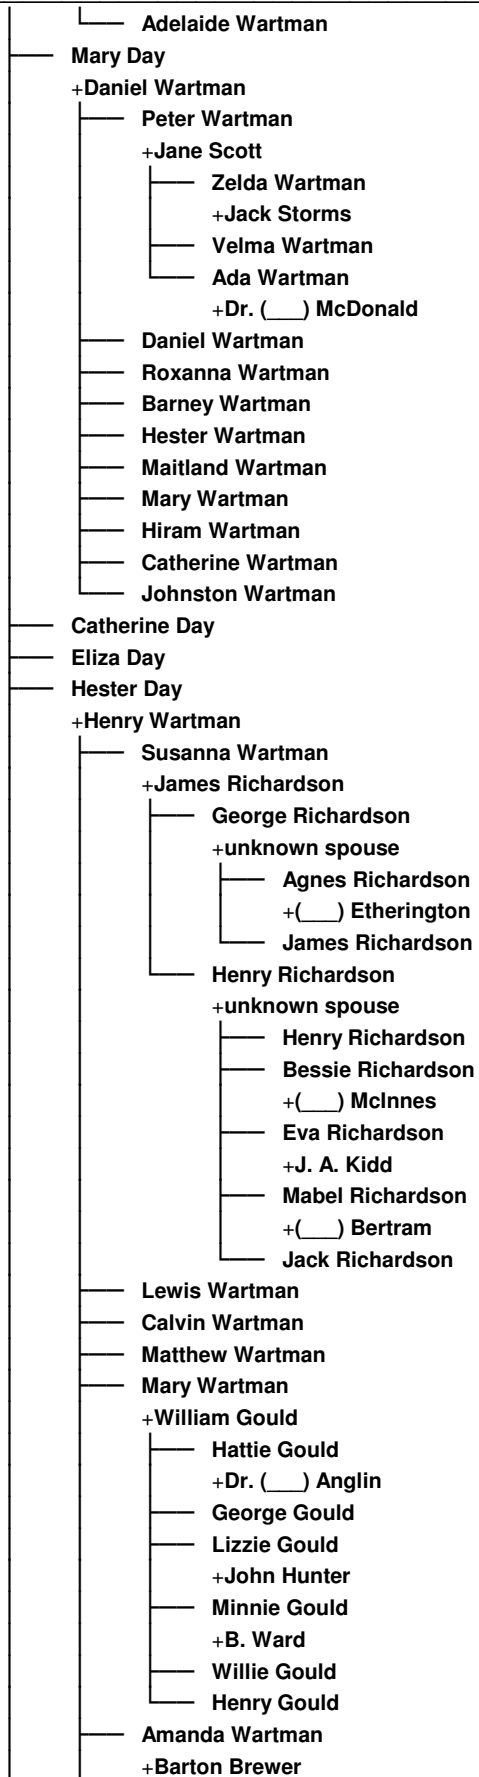 Adelaide Wartman
Mary Day
+Daniel Wartman
Peter Wartman
+Jane Scott
Zelda Wartman
+Jack Storms
Velma Wartman
Ada Wartman
+Dr. (___) McDonald
Daniel Wartman
Roxanna Wartman
Barney Wartman
Hester Wartman
Maitland Wartman
Mary Wartman
Hiram Wartman
Catherine Wartman
Johnston Wartman
Catherine Day
Eliza Day
Hester Day
+Henry Wartman
Susanna Wartman
+James Richardson
George Richardson
+unknown spouse
Agnes Richardson
+(___) Etherington
James Richardson
Henry Richardson
+unknown spouse
Henry Richardson
Bessie Richardson
+(___) McInnes
Eva Richardson
+J. A. Kidd
Mabel Richardson
+(___) Bertram
Jack Richardson
Lewis Wartman
Calvin Wartman
Matthew Wartman
Mary Wartman
+William Gould
Hattie Gould
+Dr. (___) Anglin
George Gould
Lizzie Gould
+John Hunter
Minnie Gould
+B. Ward
Willie Gould
Henry Gould
Amanda Wartman
+Barton Brewer